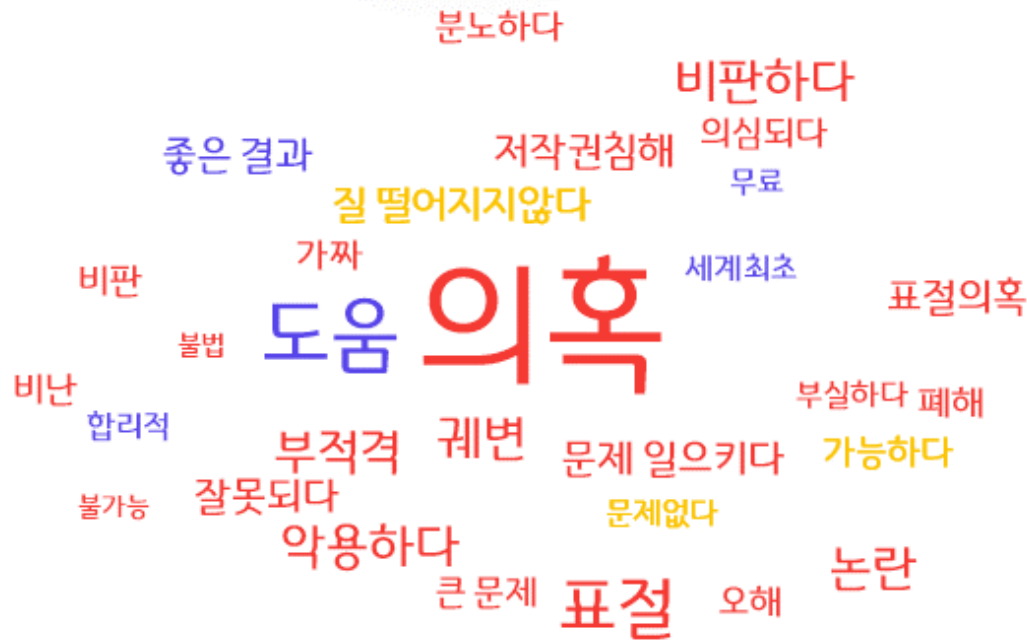 분노하다
비판하다
의심되다
좋은 결과
저작권침해
무료
질 떨어지지않다
가짜
세계최초
비판
의혹
표절의혹
도움
불법
비난
부실하다
폐해
합리적
부적격
궤변
문제 일으키다
가능하다
불가능
잘못되다
문제없다
악용하다
논란
큰 문제
표절
오해